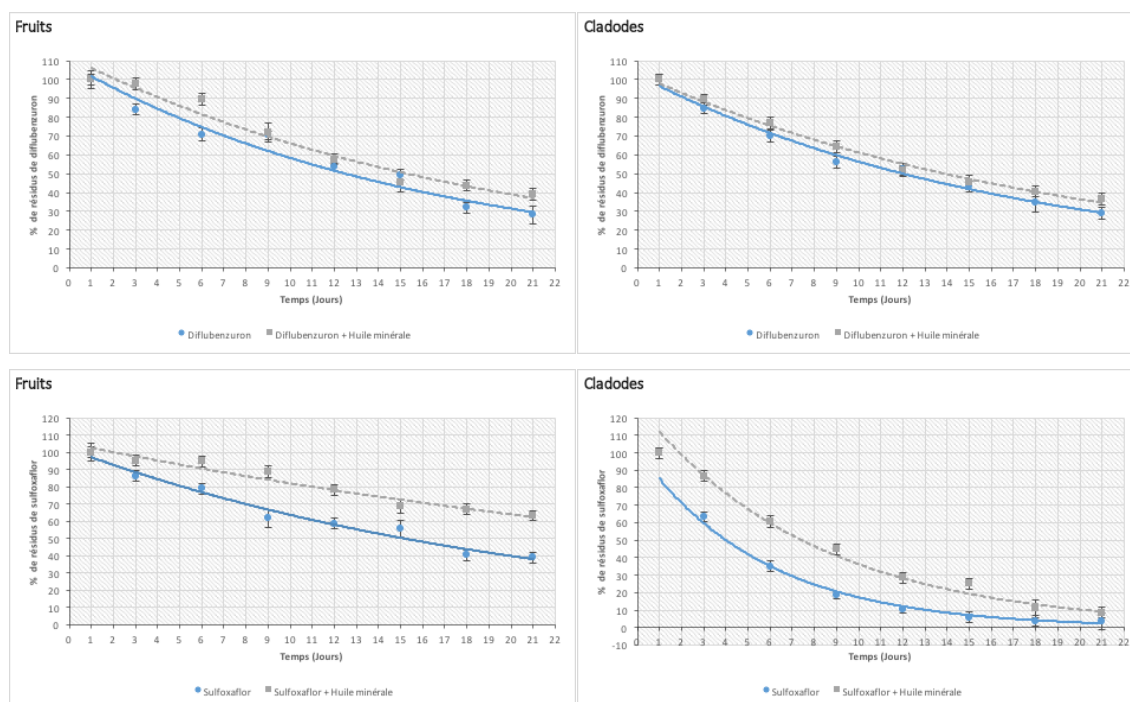 Fruits
110
100
90
80
70
60
50
40
30
20
10
0
% de résidus de diflubenzuron
0 1 2 3 4 5 6 7 8 9 10 11 12 13 14 15 16 17 18 19 20 21 22
Temps (Jours)
Diflubenzuron Diflubenzuron + Huile minérale
Cladodes
110
100
90
80
70
60
50
40
30
20
10
0
% de résidus de diflubenzuron
0 1 2 3 4 5 6 7 8 9 10 11 12 13 14 15 16 17 18 19 20 21 22
Temps (Jours)
Diflubenzuron Diflubenzuron + Huile minérale
Fruits
120
110
100
90
80
70
60
50
40
30
20
10
0
% de résidus de sulfoxaflor
0 1 2 3 4 5 6 7 8 9 10 11 12 13 14 15 16 17 18 19 20 21 22
Temps (Jours)
Sulfoxaflor Sulfoxaflor + Huile minérale
Cladodes
120
110
100
90
80
70
60
50
40
30
20
10
0
-10
% de résidus de sulfoxaflor
0 1 2 3 4 5 6 7 8 9 10 11 12 13 14 15 16 17 18 19 20 21 22
Temps (Jours)
Sulfoxaflor Sulfoxaflor + Huile minérale